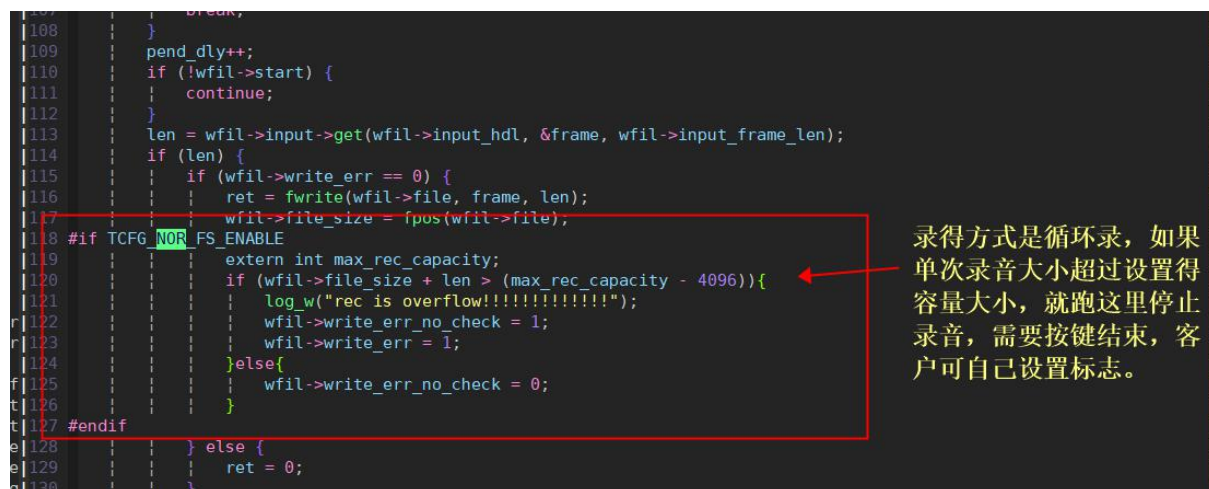 107 break;
108 }
109 pend_dly++;
110 if (!wfil->start) {
111 continue;
112 }
113 len = wfil->input->get(wfil->input_hdl, &frame, wfil->input_frame_len);
114 if (len) {
115 if (wfil->write_err == 0) {
116 ret = fwrite(wfil->file, frame, len);
117 wfil->file_size = fpos(wfil->file);
118 #if TCFG_NOR_FS_ENABLE
119 extern int max_rec_capacity;
120 if (wfil->file_size + len > (max_rec_capacity - 4096)){
121 log_w("rec is overflow!!!!!!!!!!!!!");
r|122 wfil->write_err_no_check = 1;
r|123 wfil->write_err = 1;
124 }else{
f|125 wfil->write_err_no_check = 0;
t|126 }
t|127 #endif
e|128 } else {
e|129 ret = 0;
130 }
录得方式是循环录，如果
单次录音大小超过设置得
容量大小，就跑这里停止
录音，需要按键结束，客
户可自己设置标志。